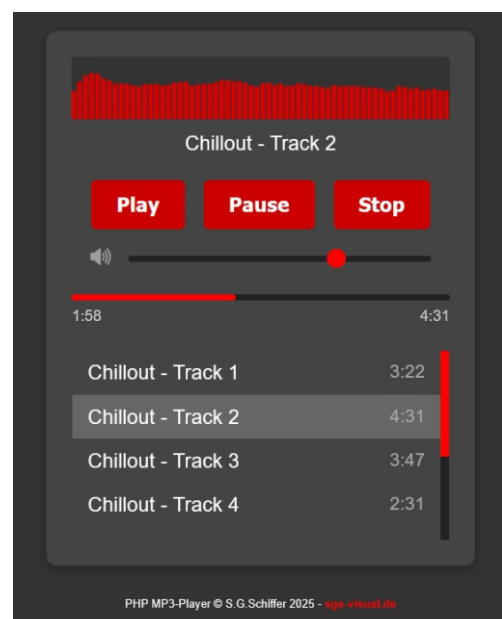 Chillout - Track 2
Play Pause Stop
1:58 4:31
Chillout - Track 1 3:22
Chillout - Track 2 4:31
Chillout - Track 3 3:47
Chillout - Track 4 2:31
PHP MP3-Player © S.G.Schiffer 2025 - sgs-visual.de